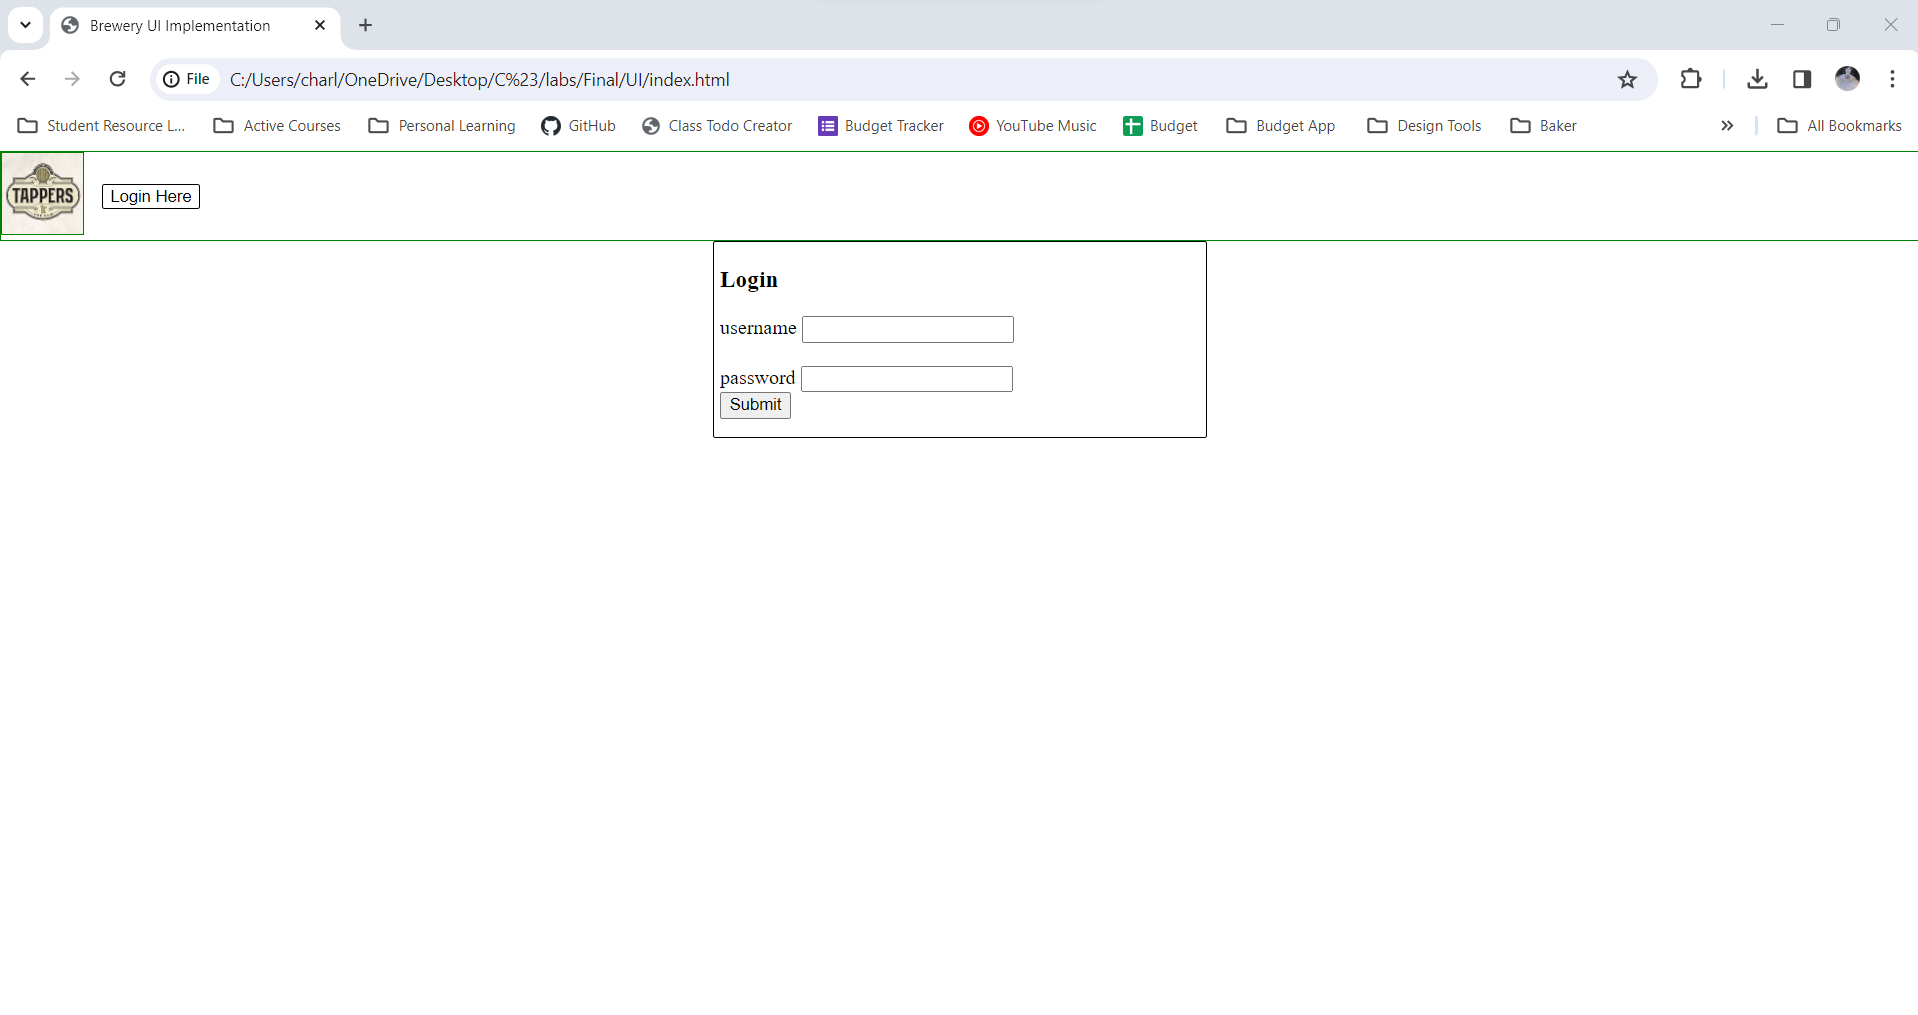 Brewery UI Implementation
File C:/Users/charl/OneDrive/Desktop/C%23/labs/Final/UI/index.html
Student Resource L... Active Courses Personal Learning GitHub Class Todo Creator Budget Tracker YouTube Music Budget Budget App Design Tools Baker All Bookmarks
TAPPERS
Login Here
Login
username
password
Submit